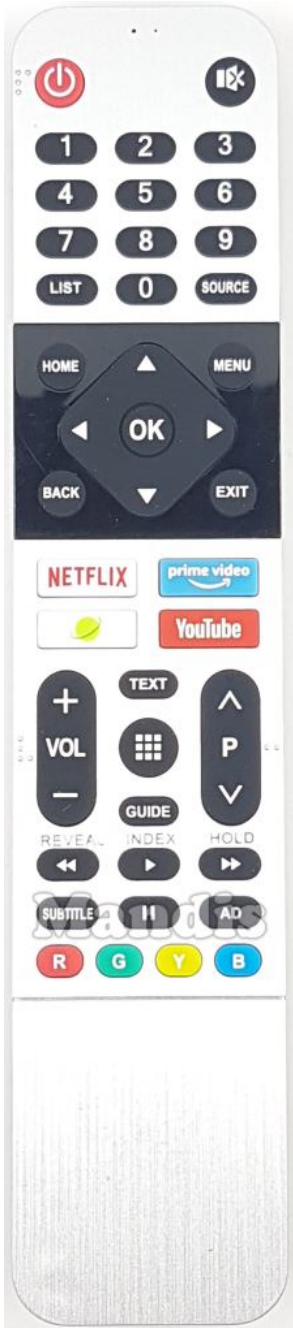 1 2 3
4 5 6
7 8 9
LIST 0 SOURCE
HOME MENU
OK
BACK EXIT
NETFLIX prime video
YouTube
TEXT
VOL P
GUIDE
REVEAL INDEX HOLD
SUBTITLE AD
Mandis
R G Y B